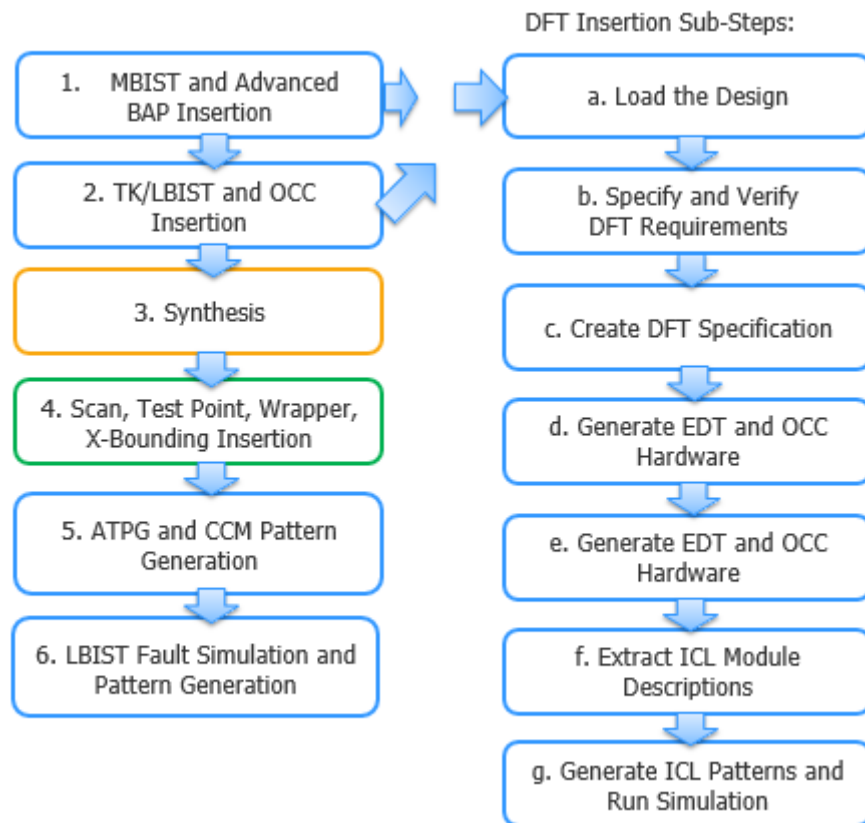 DFT Insertion Sub-Steps:
1. MBIST and Advanced
BAP Insertion
2. TK/LBIST and OCC
Insertion
3. Synthesis
4. Scan, Test Point, Wrapper,
X-Bounding Insertion
5. ATPG and CCM Pattern
Generation
6. LBIST Fault Simulation and
Pattern Generation
a. Load the Design
b. Specify and Verify
DFT Requirements
c. Create DFT Specification
d. Generate EDT and OCC
Hardware
e. Generate EDT and OCC
Hardware
f. Extract ICL Module
Descriptions
g. Generate ICL Patterns and
Run Simulation